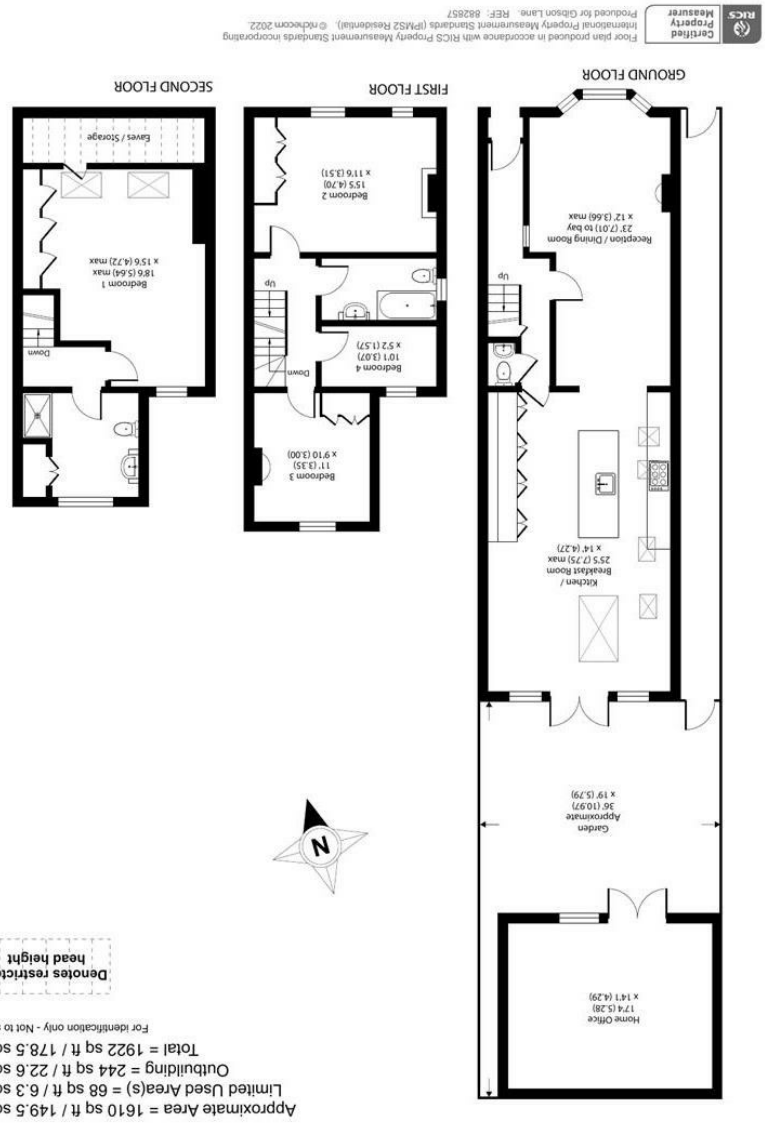 Approximate Area = 1610 sq ft / 149.5 sq
Limited Used Area(s) = 68 sq ft / 6.3 sq
Outbuilding = 244 sq ft / 22.6 sq
Total = 1922 sq ft / 178.5 sq
For identification only - Not to s
Denotes restricte
head height
N
Home Office
17'4 (5.28)
x 14'1 (4.29)
Garden
Approximate
36' (10.97)
x 19' (5.79)
Kitchen /
Breakfast Room
25'5 (7.75) max
x 14' (4.27)
Up
Reception / Dining Room
23' (7.01) to bay
x 12' (3.66) max
GROUND FLOOR
Bedroom 3
11' (3.35)
x 9'10 (3.00)
Down
Bedroom 4
10'1 (3.07)
x 5'2 (1.57)
Up
Bedroom 2
15'5 (4.70)
x 11'6 (3.51)
FIRST FLOOR
Down
Bedroom 1
18'6 (5.64) max
x 15'6 (4.72) max
Eaves / Storage
SECOND FLOOR
RICS
Certified
Property
Measurer
Floor plan produced in accordance with RICS Property Measurement Standards incorporating
International Property Measurement Standards (IPMS2 Residential). ©nichecom 2022.
Produced for Gibson Lane. REF: 882857